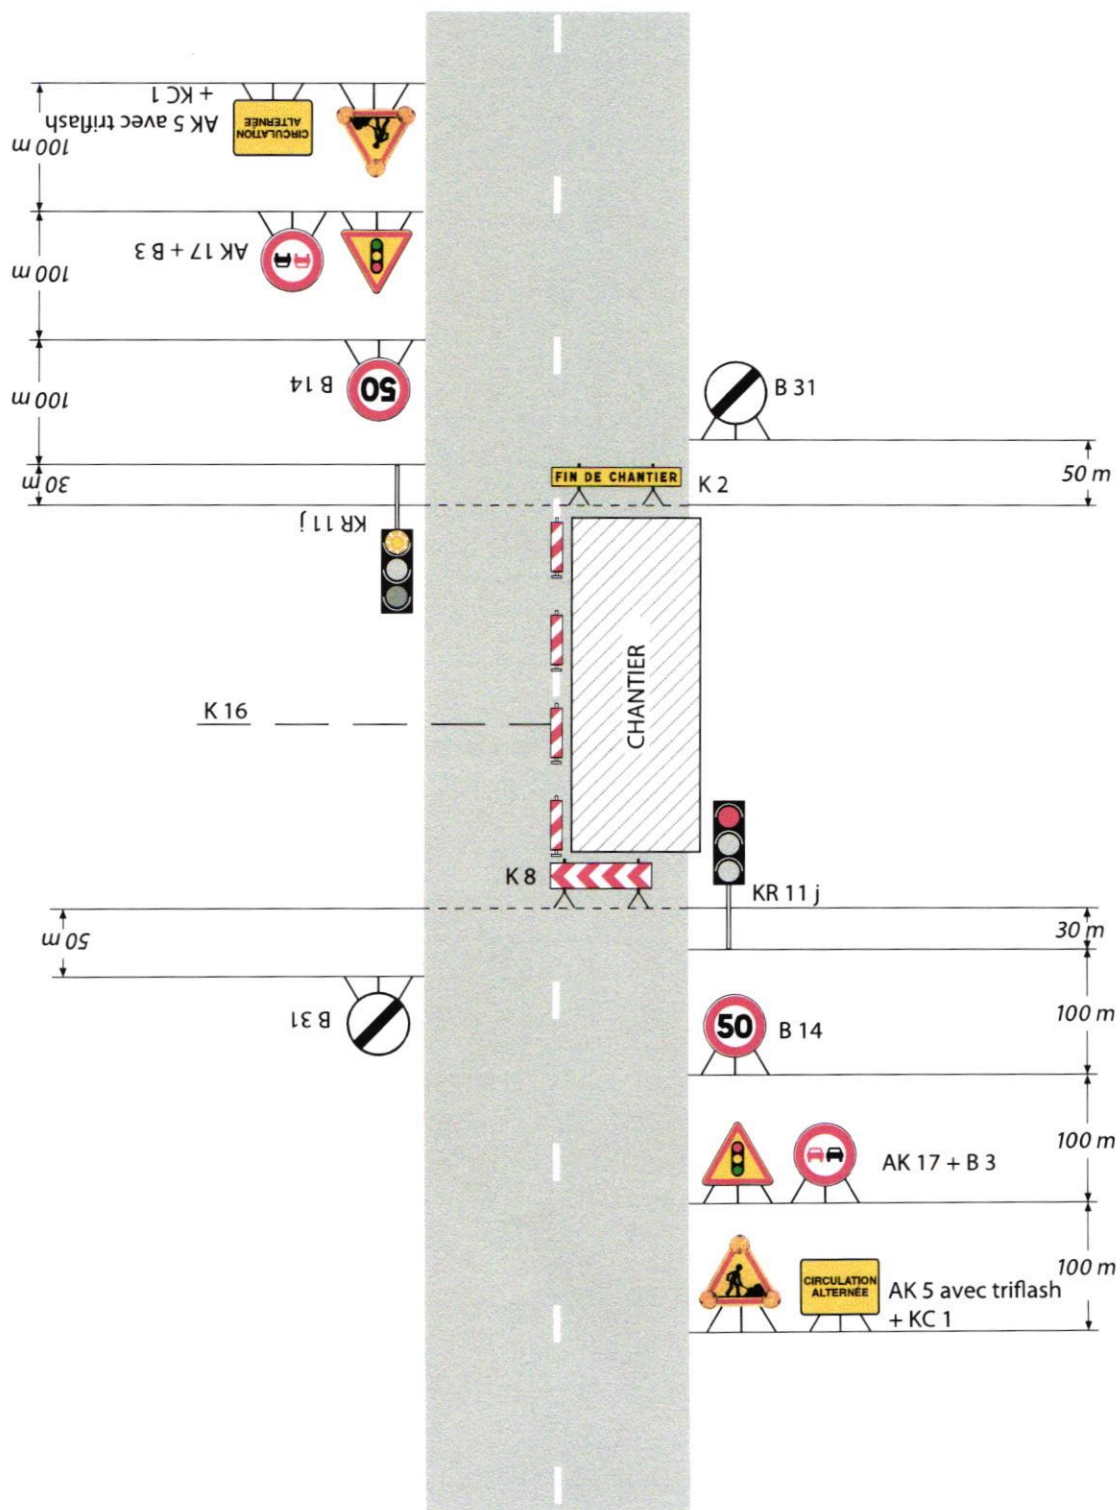 100 m
AK 5 avec triflash
+ KC 1
CIRCULATION
ALTERNÉE
100 m
AK 17 + B 3
100 m
B 14
50
B 31
30 m
KR 11 j
FIN DE CHANTIER
K 2
50 m
CHANTIER
K 16
K 8
KR 11 j
50 m
30 m
B 31
50
B 14
100 m
AK 17 + B 3
100 m
CIRCULATION
ALTERNÉE
AK 5 avec triflash
+ KC 1
100 m